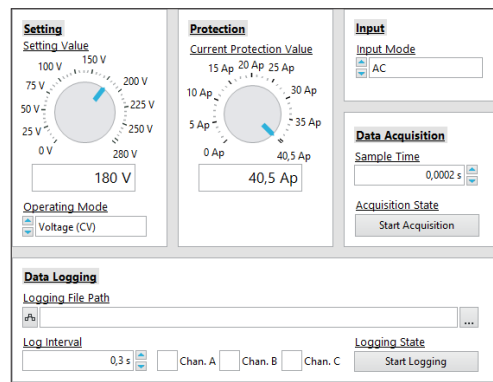 Setting
Setting Value
0 V
25 V
50 V
75 V
100 V
150 V
200 V
225 V
250 V
280 V
180 V
Operating Mode
Voltage (CV)
Protection
Current Protection Value
0 Ap
5 Ap
10 Ap
15 Ap
20 Ap
25 Ap
30 Ap
35 Ap
40,5 Ap
40,5 Ap
Input
Input Mode
AC
Data Acquisition
Sample Time
0,0002 s
Acquisition State
Start Acquisition
Data Logging
Logging File Path
...
Log Interval
0,3 s
Chan. A
Chan. B
Chan. C
Logging State
Start Logging